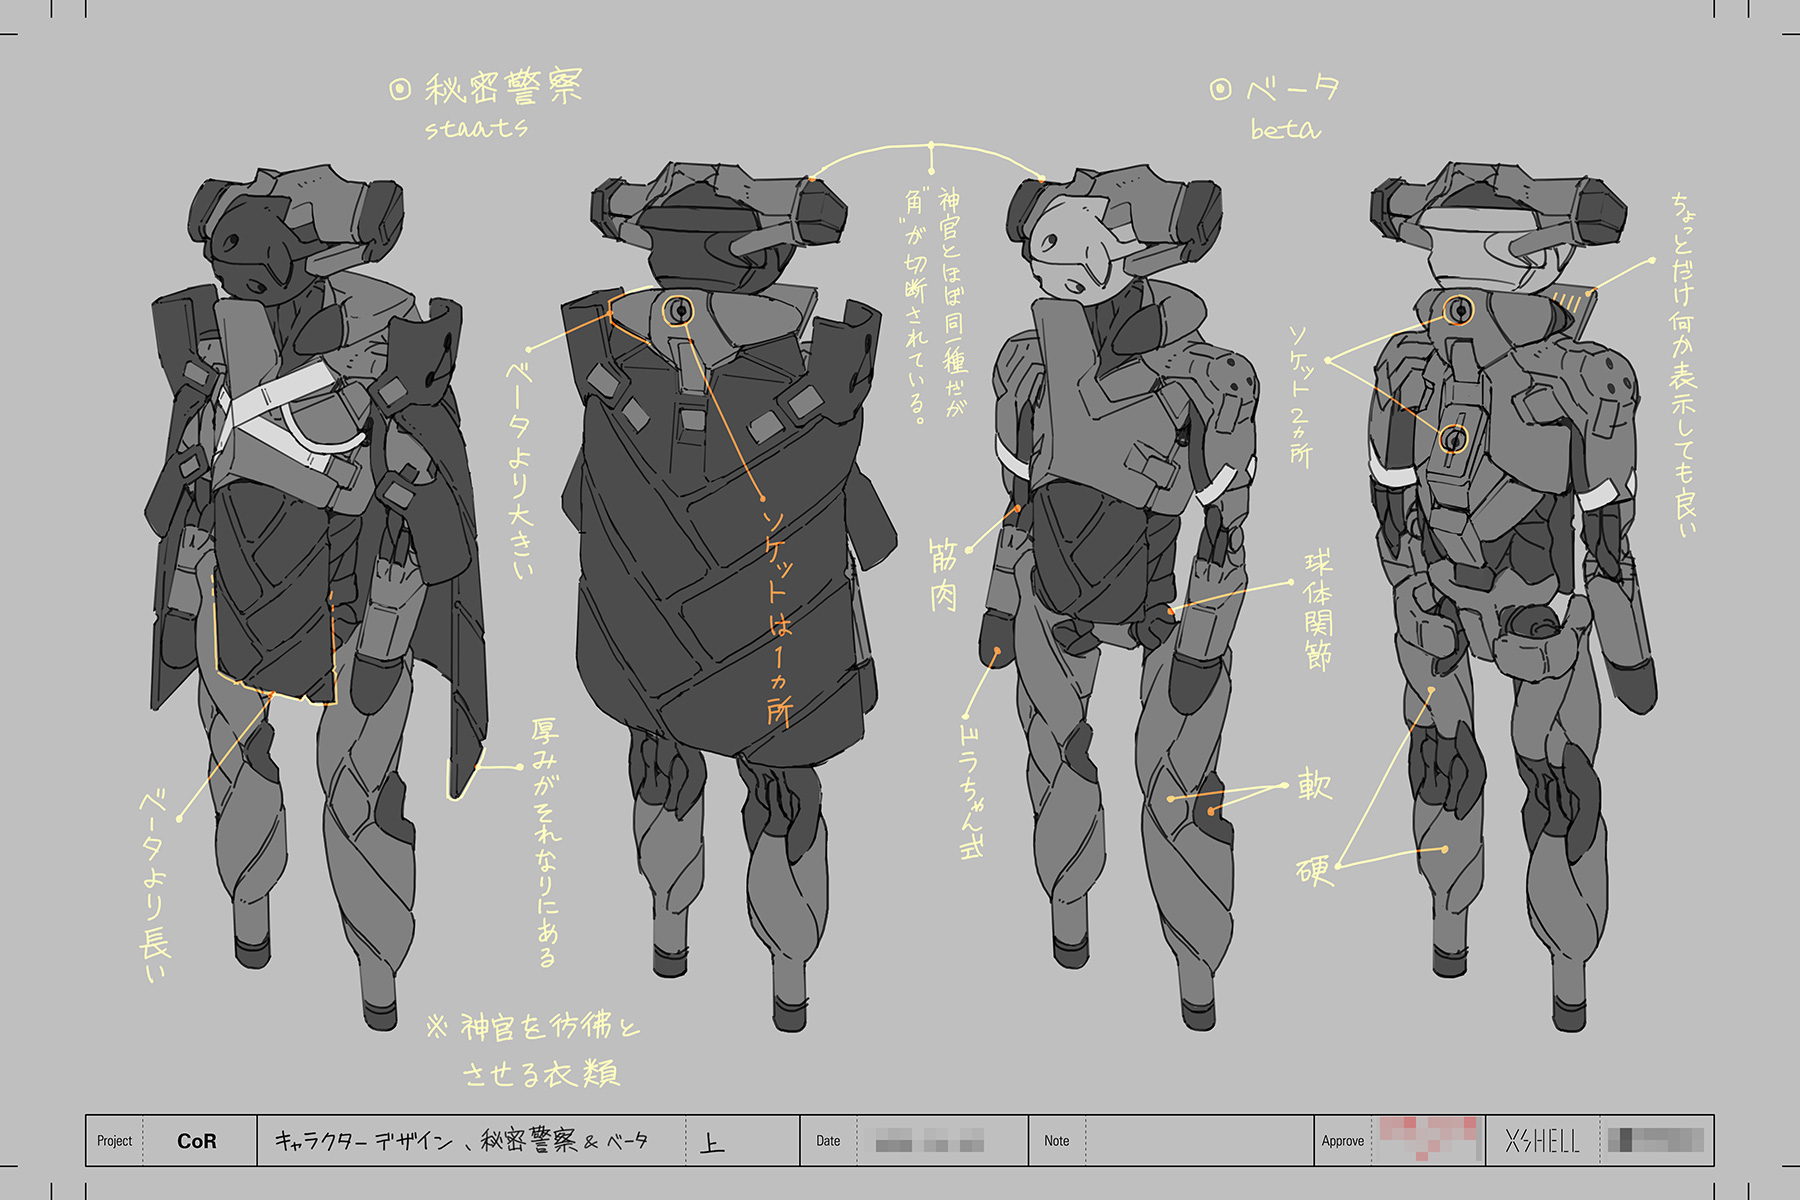 ◎ 秘密警察
staats
◎ ベータ
beta
神官とほぼ同一種だが
"角"が切断されている。
ちょっとだけ何か表示しても良い
ベータより大きい
ソケットは1ヵ所
ソケット2ヵ所
筋肉
球体関節
ドラちゃん式
厚みがそれなりにある
ベータより長い
軟
硬
※ 神官を彷彿と
させる衣類
Project CoR キャラクターデザイン、秘密警察 & ベータ 上 Date Note Approve XSHELL